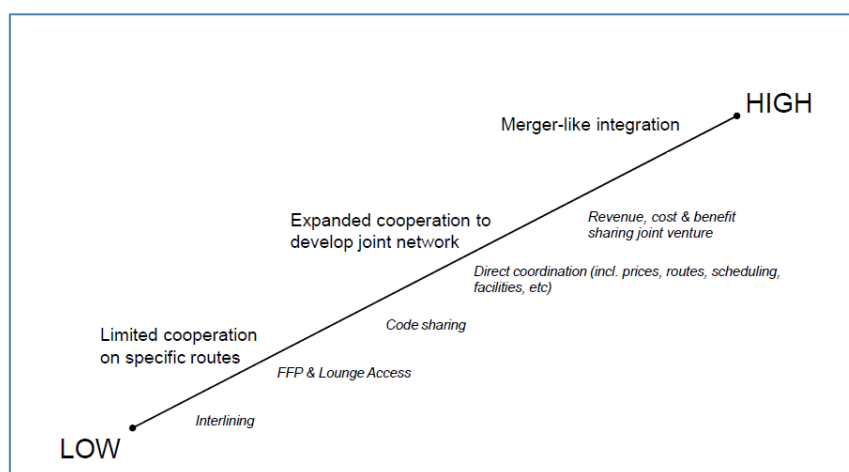 HIGH
Merger-like integration
Revenue, cost & benefit
sharing joint venture
Expanded cooperation to
develop joint network
Direct coordination (incl. prices, routes, scheduling,
facilities, etc)
Code sharing
Limited cooperation
on specific routes
FFP & Lounge Access
Interlining
LOW